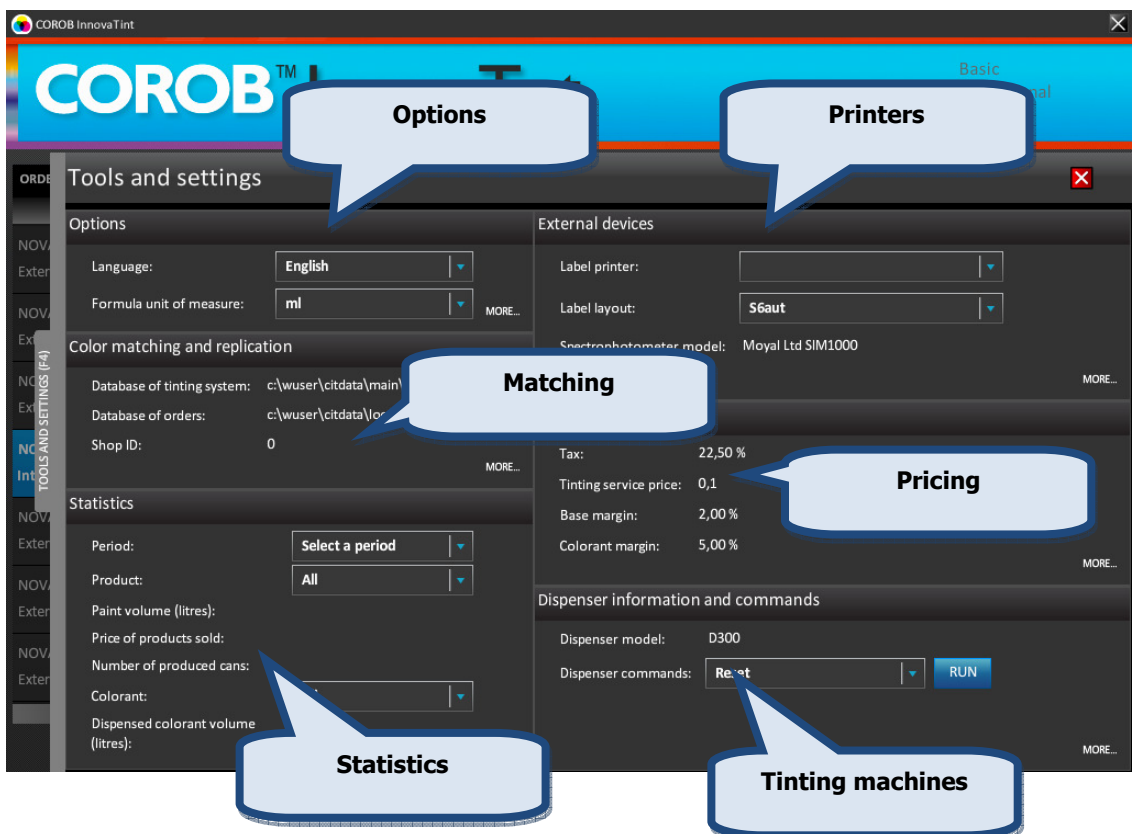 COROB InnovaTint
COROB™
Basic
Options
Printers
Tools and settings
Options
Language: English
Formula unit of measure: ml
MORE...
Color matching and replication
Matching
Database of tinting system: c:\wuser\citdata\main\
Database of orders:
Shop ID: 0
MORE...
Statistics
Period: Select a period
Product: All
Paint volume (litres):
Price of products sold:
Number of produced cans:
Colorant:
Dispensed colorant volume
(litres):
Statistics
External devices
Label printer:
Label layout: S6aut
Spectrophotometer model: Moyal Ltd SIM1000
MORE...
Tax: 22,50 %
Tinting service price: 0,1
Base margin: 2,00 %
Colorant margin: 5,00 %
Pricing
MORE...
Dispenser information and commands
Dispenser model: D300
Dispenser commands: Reset RUN
MORE...
Tinting machines
TOOLS AND SETTINGS (F4)